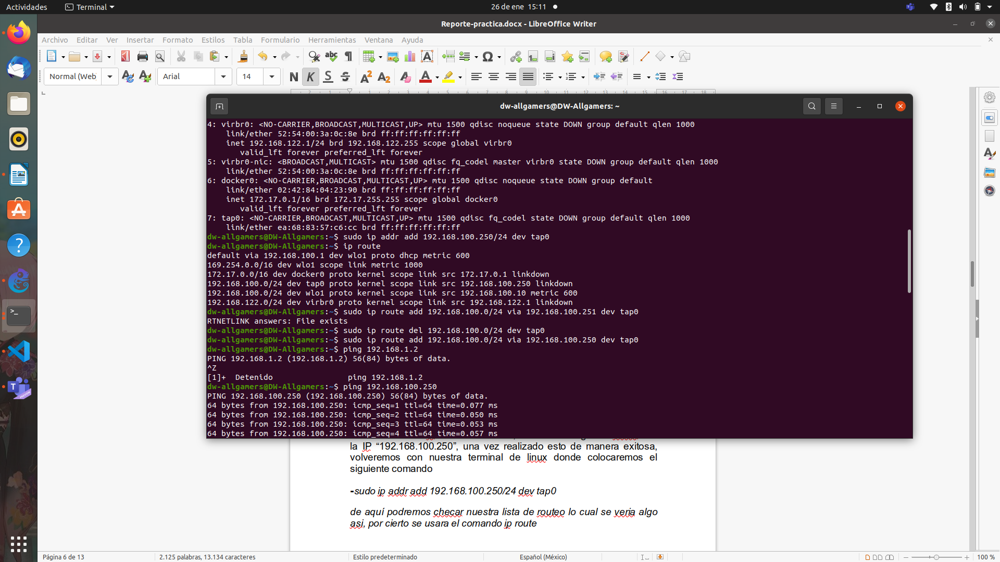 Actividades
Terminal
26 de ene 15:11
Reporte-practica.docx - LibreOffice Writer
Archivo Editar Ver Insertar Formato Estilos Tabla Formulario Herramientas Ventana Ayuda
Normal (Web)
Arial
14
N K S S
2 1 1 2 3 4 5 6 7 8 9 10 11 12 13 14 15 16 17 18
dw-allgamers@DW-Allgamers: ~
4: virbr0: <NO-CARRIER,BROADCAST,MULTICAST,UP> mtu 1500 qdisc noqueue state DOWN group default qlen 1000
link/ether 52:54:00:3a:0c:8e brd ff:ff:ff:ff:ff:ff
inet 192.168.122.1/24 brd 192.168.122.255 scope global virbr0
valid_lft forever preferred_lft forever
5: virbr0-nic: <BROADCAST,MULTICAST> mtu 1500 qdisc fq_codel master virbr0 state DOWN group default qlen 1000
link/ether 52:54:00:3a:0c:8e brd ff:ff:ff:ff:ff:ff
6: docker0: <NO-CARRIER,BROADCAST,MULTICAST,UP> mtu 1500 qdisc noqueue state DOWN group default
link/ether 02:42:84:04:23:90 brd ff:ff:ff:ff:ff:ff
inet 172.17.0.1/16 brd 172.17.255.255 scope global docker0
valid_lft forever preferred_lft forever
7: tap0: <NO-CARRIER,BROADCAST,MULTICAST,UP> mtu 1500 qdisc fq_codel state DOWN group default qlen 1000
link/ether ea:68:83:57:c6:cc brd ff:ff:ff:ff:ff:ff
dw-allgamers@DW-Allgamers:~$ sudo ip addr add 192.168.100.250/24 dev tap0
dw-allgamers@DW-Allgamers:~$ ip route
default via 192.168.100.1 dev wlo1 proto dhcp metric 600
169.254.0.0/16 dev wlo1 scope link metric 1000
172.17.0.0/16 dev docker0 proto kernel scope link src 172.17.0.1 linkdown
192.168.100.0/24 dev tap0 proto kernel scope link src 192.168.100.250 linkdown
192.168.100.0/24 dev wlo1 proto kernel scope link src 192.168.100.10 metric 600
192.168.122.0/24 dev virbr0 proto kernel scope link src 192.168.122.1 linkdown
dw-allgamers@DW-Allgamers:~$ sudo ip route add 192.168.100.0/24 via 192.168.100.251 dev tap0
RTNETLINK answers: File exists
dw-allgamers@DW-Allgamers:~$ sudo ip route del 192.168.100.0/24 dev tap0
dw-allgamers@DW-Allgamers:~$ sudo ip route add 192.168.100.0/24 via 192.168.100.250 dev tap0
dw-allgamers@DW-Allgamers:~$ ping 192.168.1.2
PING 192.168.1.2 (192.168.1.2) 56(84) bytes of data.
^Z
[1]+ Detenido ping 192.168.1.2
dw-allgamers@DW-Allgamers:~$ ping 192.168.100.250
PING 192.168.100.250 (192.168.100.250) 56(84) bytes of data.
64 bytes from 192.168.100.250: icmp_seq=1 ttl=64 time=0.077 ms
64 bytes from 192.168.100.250: icmp_seq=2 ttl=64 time=0.050 ms
64 bytes from 192.168.100.250: icmp_seq=3 ttl=64 time=0.053 ms
64 bytes from 192.168.100.250: icmp_seq=4 ttl=64 time=0.057 ms
la IP “192.168.100.250”, una vez realizado esto de manera exitosa,
volveremos con nuestra terminal de linux donde colocaremos el
siguiente comando
-sudo ip addr add 192.168.100.250/24 dev tap0
de aquí podremos checar nuestra lista de routeo lo cual se veria algo
asi, por cierto se usara el comando ip route
Página 6 de 13
2.125 palabras, 13.134 caracteres
Estilo predeterminado
Español (México)
100 %